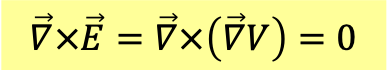 ∇⃗×E⃗ = ∇⃗×(∇⃗V) = 0